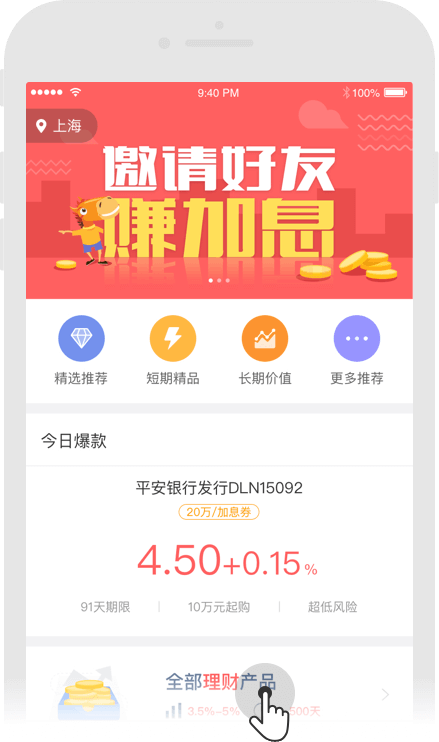 9:40 PM
100%
上海
邀请好友
赚加息
精选推荐
短期精品
长期价值
更多推荐
今日爆款
平安银行发行DLN15092
20万/加息券
4.50+0.15%
91天期限
10万元起购
超低风险
全部理财产品
3.5%~5%
500天